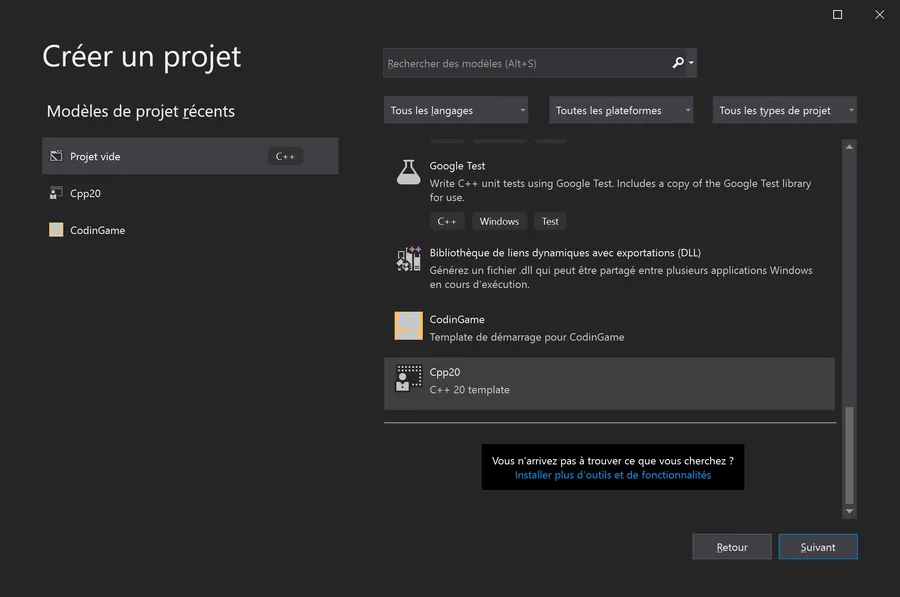 Créer un projet
Modèles de projet récents
Projet vide
C++
Cpp20
CodinGame
Rechercher des modèles (Alt+S)
Tous les langages
Toutes les plateformes
Tous les types de projet
Google Test
Write C++ unit tests using Google Test. Includes a copy of the Google Test library
for use.
C++ Windows Test
Bibliothèque de liens dynamiques avec exportations (DLL)
Générez un fichier .dll qui peut être partagé entre plusieurs applications Windows
en cours d'exécution.
CodinGame
Template de démarrage pour CodinGame
Cpp20
C++ 20 template
Vous n'arrivez pas à trouver ce que vous cherchez ?
Installer plus d'outils et de fonctionnalités
Retour
Suivant